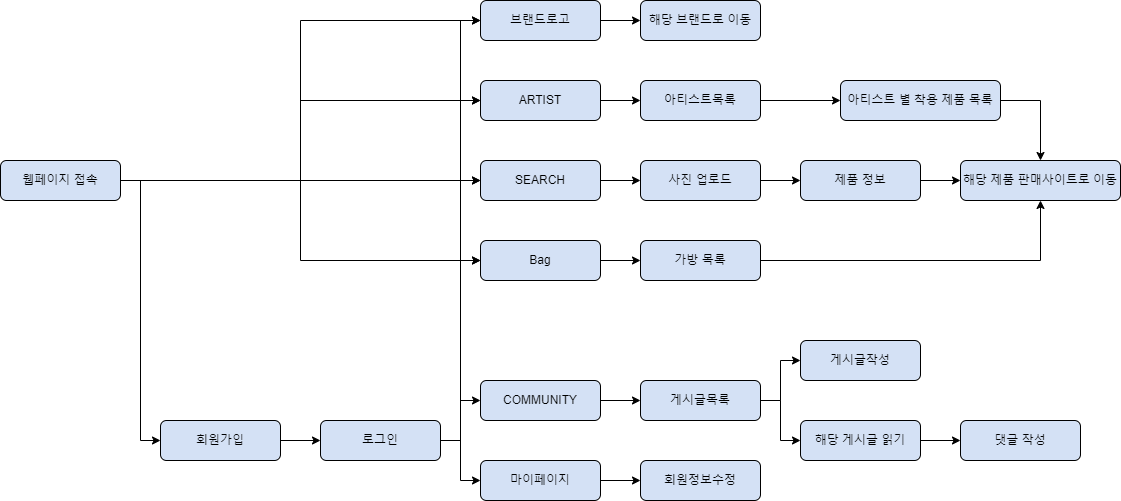 브랜드로고
해당 브랜드로 이동
ARTIST
아티스트목록
아티스트 별 착용 제품 목록
웹페이지 접속
SEARCH
사진 업로드
제품 정보
해당 제품 판매사이트로 이동
Bag
가방 목록
게시글작성
COMMUNITY
게시글목록
회원가입
로그인
해당 게시글 읽기
댓글 작성
마이페이지
회원정보수정